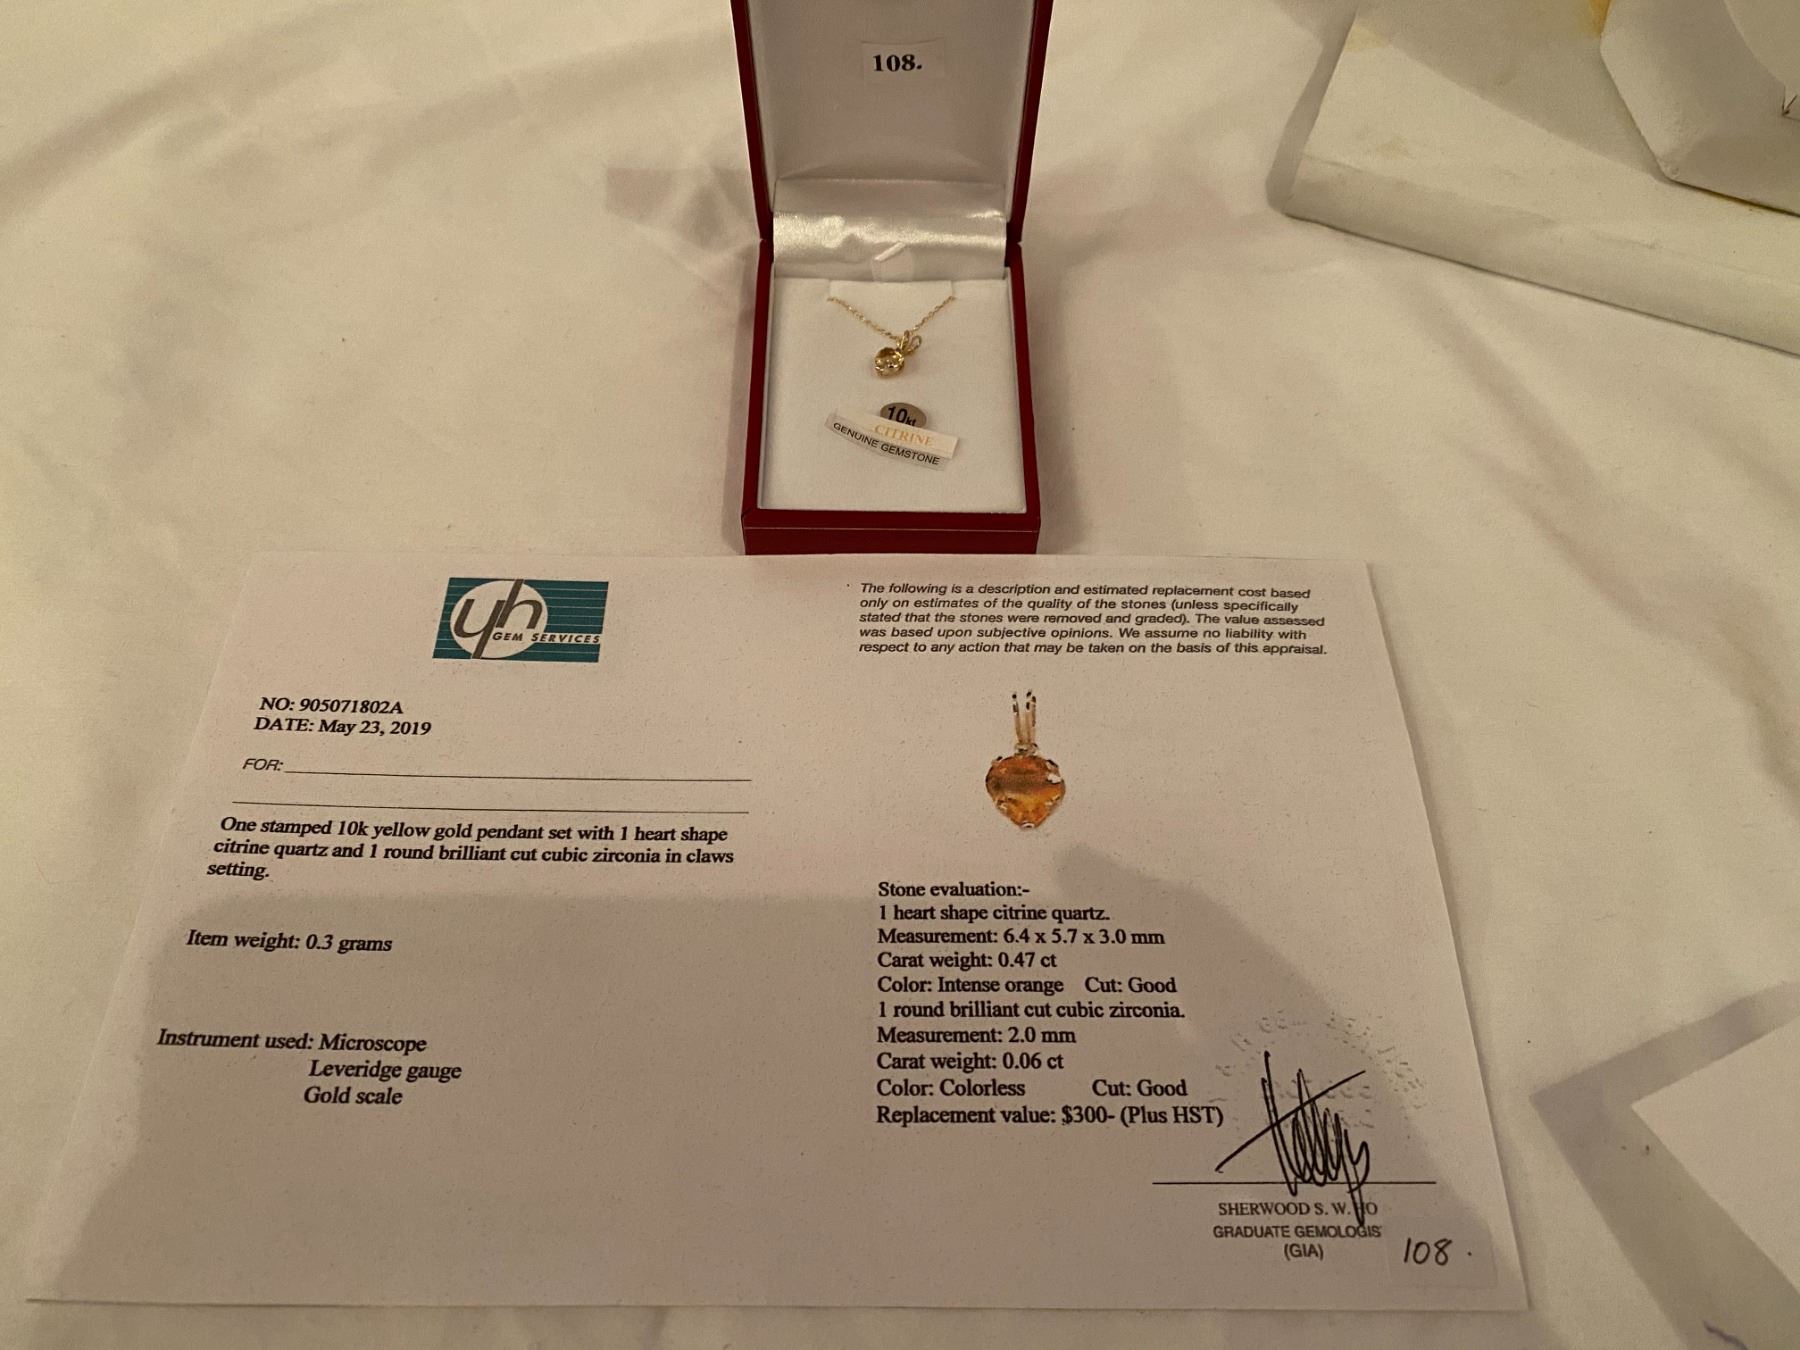 108.
10kt
CITRINE
GENUINE GEMSTONE
yh
GEM SERVICES
NO: 905071802A
DATE: May 23, 2019
FOR:
One stamped 10k yellow gold pendant set with 1 heart shape
citrine quartz and 1 round brilliant cut cubic zirconia in claws
setting.
Item weight: 0.3 grams
Instrument used: Microscope
Leveridge gauge
Gold scale
The following is a description and estimated replacement cost based
only on estimates of the quality of the stones (unless specifically
stated that the stones were removed and graded). The value assessed
was based upon subjective opinions. We assume no liability with
respect to any action that may be taken on the basis of this appraisal.
Stone evaluation:-
1 heart shape citrine quartz.
Measurement: 6.4 x 5.7 x 3.0 mm
Carat weight: 0.47 ct
Color: Intense orange Cut: Good
1 round brilliant cut cubic zirconia.
Measurement: 2.0 mm
Carat weight: 0.06 ct
Color: Colorless Cut: Good
Replacement value: $300- (Plus HST)
SHERWOOD S. W. HO
GRADUATE GEMOLOGIST
(GIA)
108.